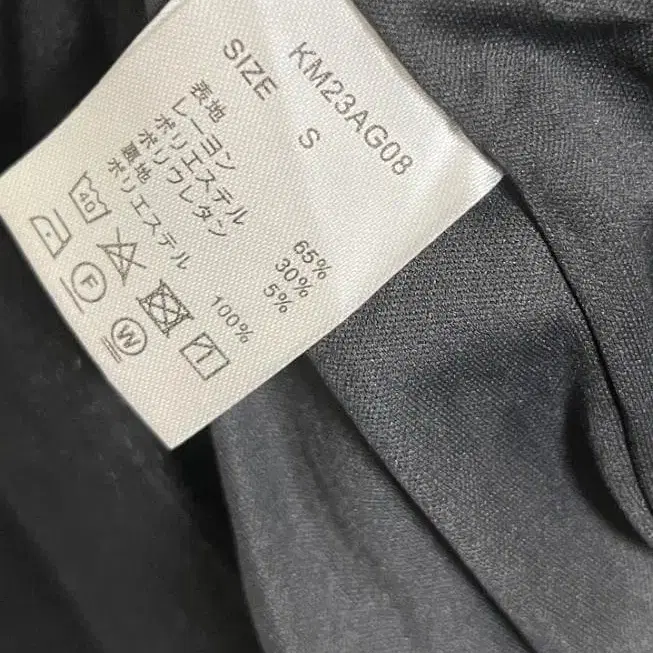 KM23AG08
SIZE S
表地
レーヨン 65%
ポリエステル 30%
ポリウレタン 5%
裏地
ポリエステル 100%
40
F
W